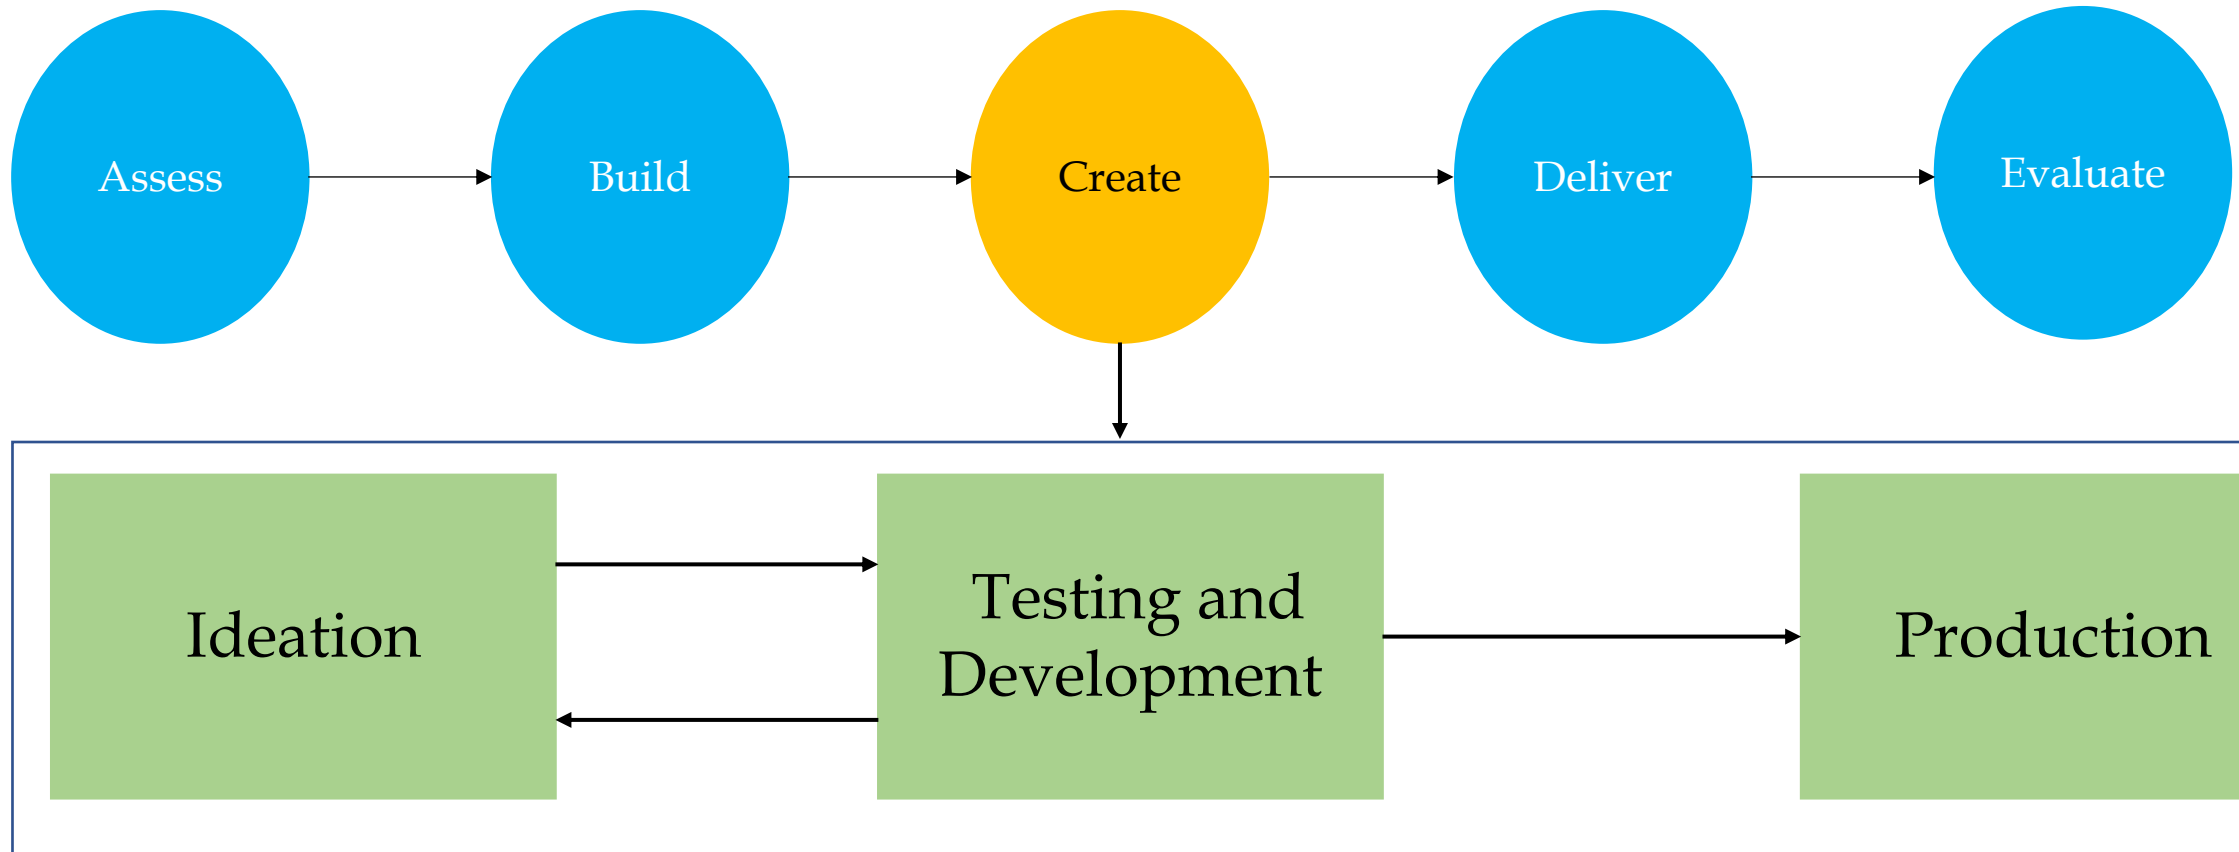 Assess
Build
Create
Deliver
Evaluate
Ideation
Testing and
Development
Production